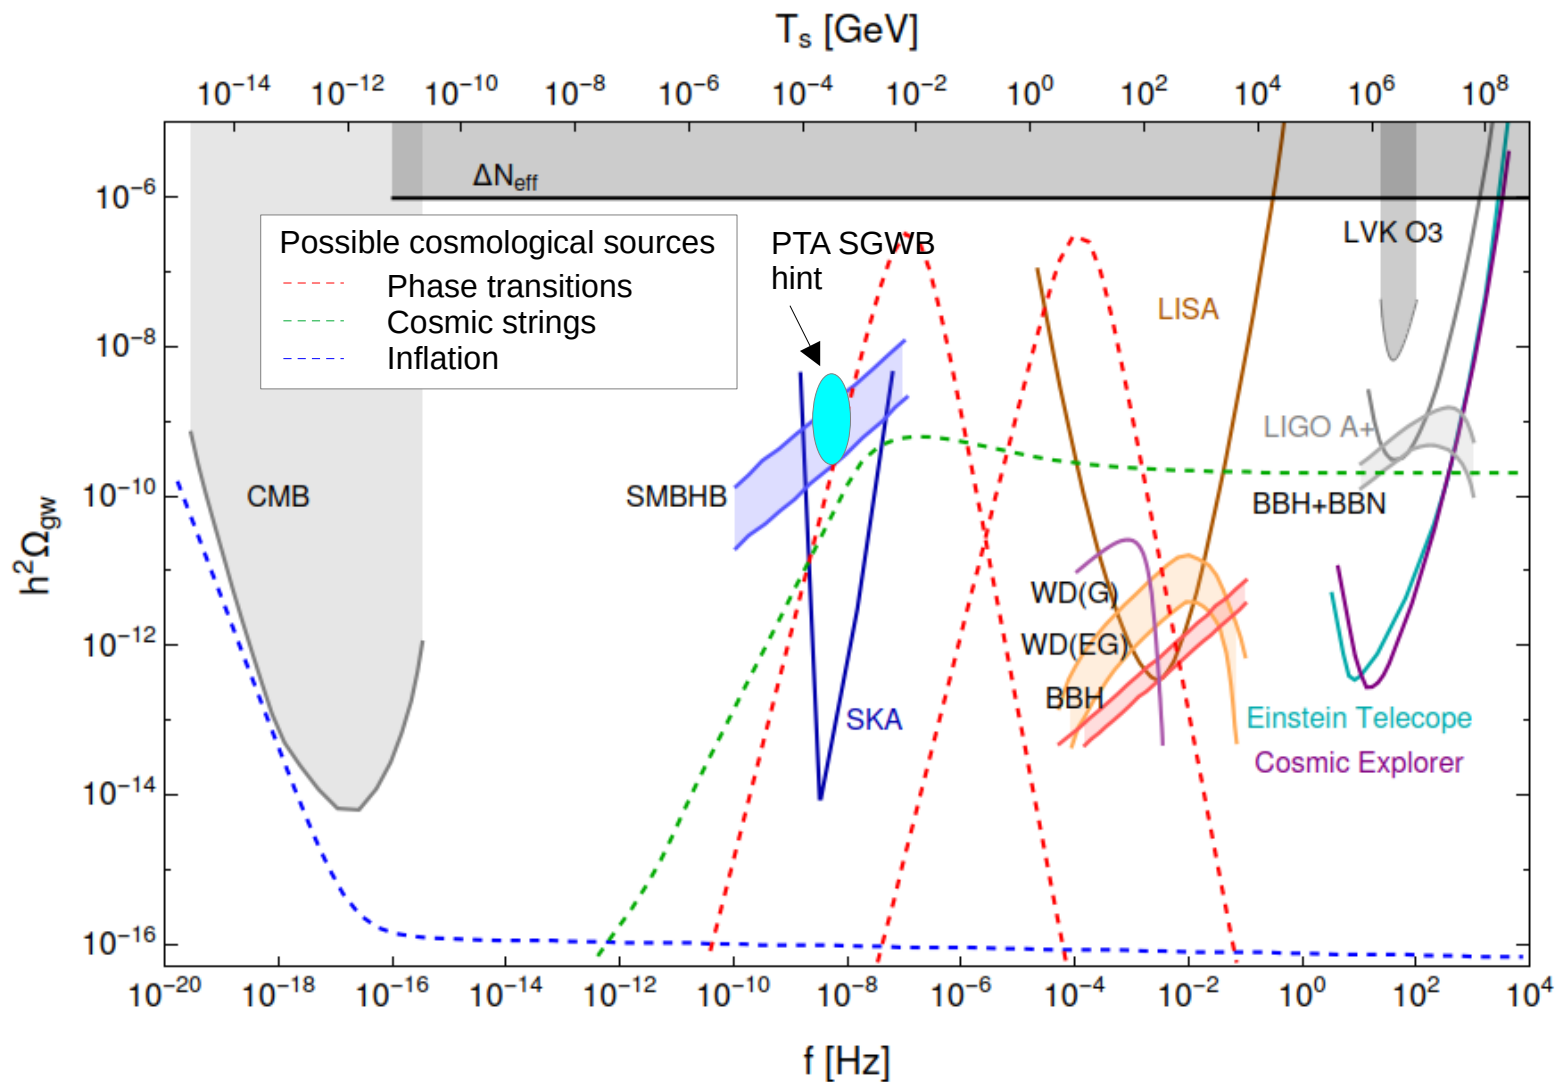 T_s [GeV]
10^−14 10^−12 10^−10 10^−8 10^−6 10^−4 10^−2 10^0 10^2 10^4 10^6 10^8
ΔN_eff
10^−6
Possible cosmological sources
Phase transitions
Cosmic strings
Inflation
PTA SGWB
hint
LVK O3
LISA
10^−8
LIGO A+
CMB
SMBHB
BBH+BBN
10^−10
h^2Ω_gw
WD(G)
WD(EG)
10^−12
BBH
SKA
Einstein Telecope
Cosmic Explorer
10^−14
10^−16
10^−20 10^−18 10^−16 10^−14 10^−12 10^−10 10^−8 10^−6 10^−4 10^−2 10^0 10^2 10^4
f [Hz]